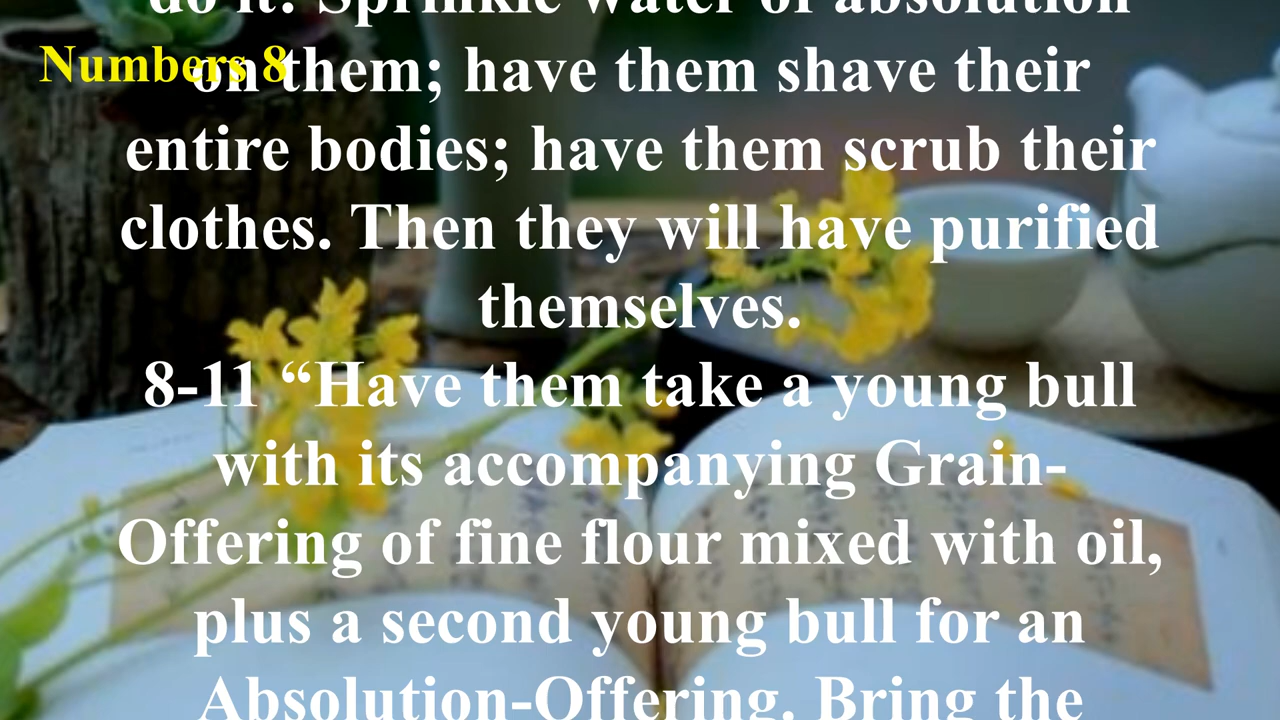 do it: Sprinkle water of absolution
Numbers 8
on them; have them shave their
entire bodies; have them scrub their
clothes. Then they will have purified
themselves.
8-11 “Have them take a young bull
with its accompanying Grain-
Offering of fine flour mixed with oil,
plus a second young bull for an
Absolution-Offering. Bring the